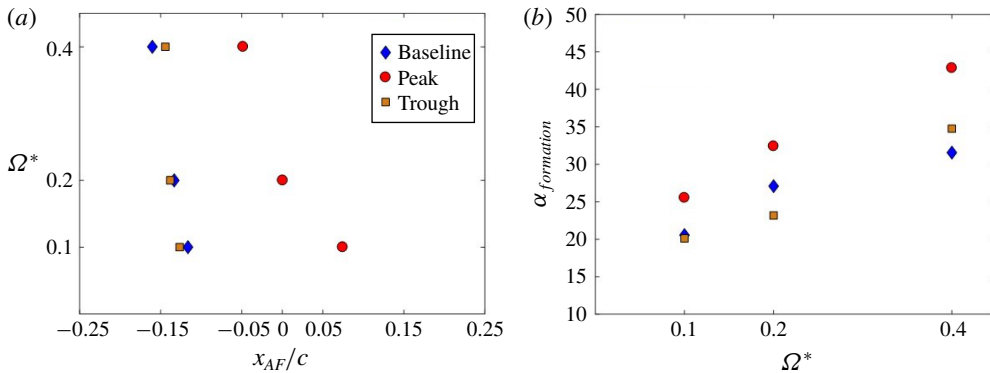 (a)
0.4
Ω*
0.2
0.1
Baseline
Peak
Trough
−0.25
−0.15
−0.05
0
0.05
0.15
0.25
x_AF/c
(b)
50
45
40
35
30
25
20
15
10
α_formation
0.1
0.2
0.4
Ω*